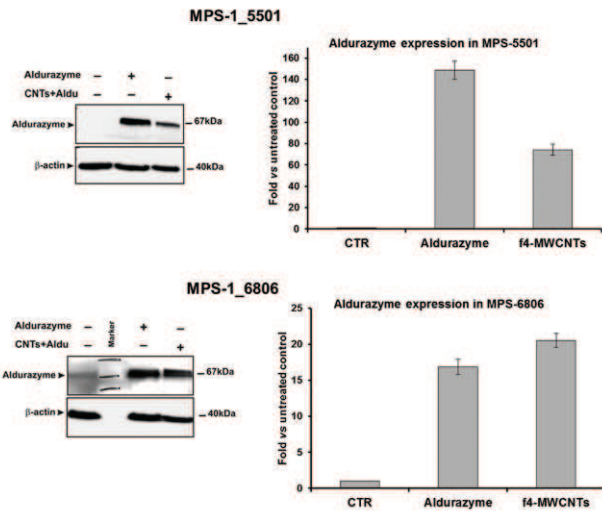 MPS-1_5501
Aldurazyme – + –
CNTs+Aldu – – +
Aldurazyme 67kDa
β-actin 40kDa
Aldurazyme expression in MPS-5501
Fold vs untreated control
160
140
120
100
80
60
40
20
0
CTR Aldurazyme f4-MWCNTs
MPS-1_6806
Aldurazyme – Marker + –
CNTs+Aldu – – +
Aldurazyme 67kDa
β-actin 40kDa
Aldurazyme expression in MPS-6806
Fold vs untreated control
25
20
15
10
5
0
CTR Aldurazyme f4-MWCNTs